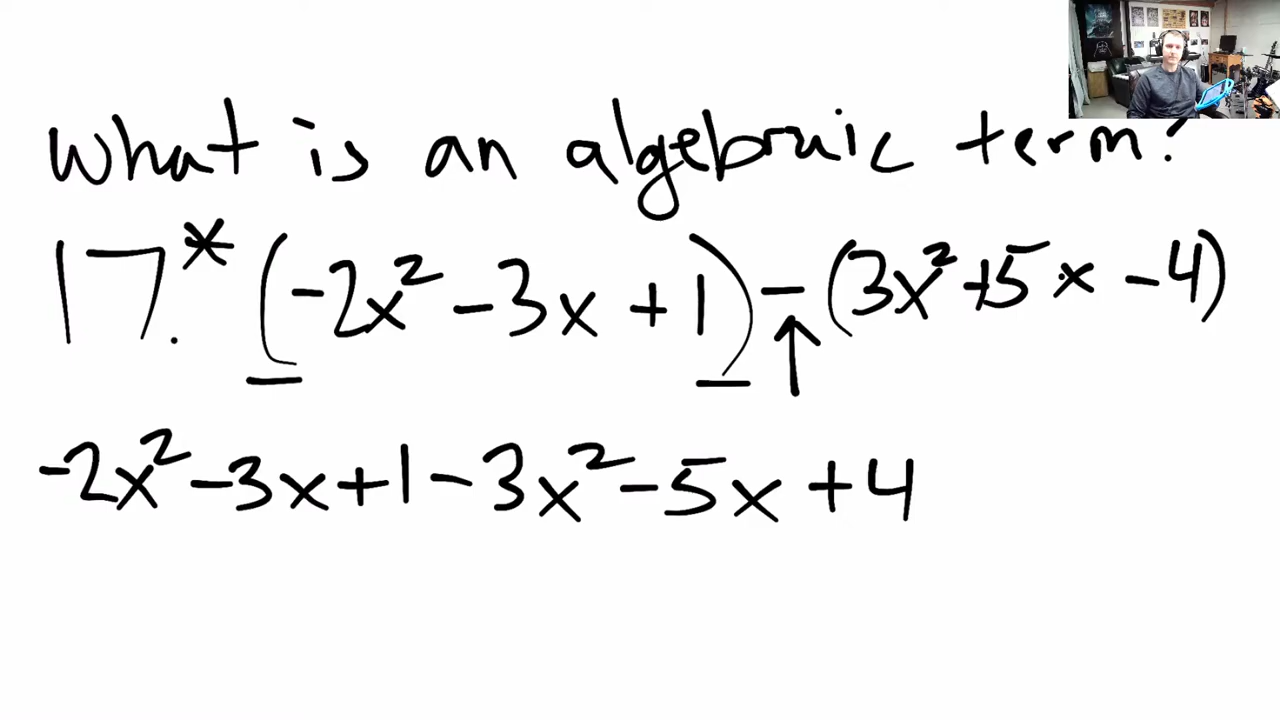 What is an algebraic term?
17.* (-2x² - 3x + 1) - (3x² + 5x - 4)
-2x² - 3x + 1 - 3x² - 5x + 4